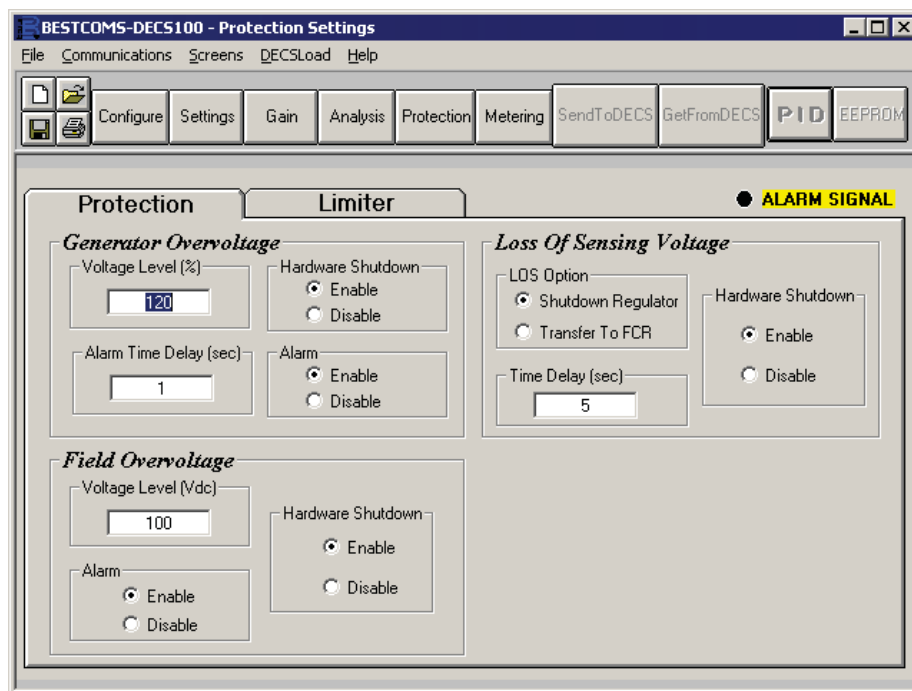 BESTCOMS-DECS100 - Protection Settings
File Communications Screens DECSLoad Help
Configure Settings Gain Analysis Protection Metering SendToDECS GetFromDECS PID EEPROM
Protection Limiter ALARM SIGNAL
Generator Overvoltage
Voltage Level (%)
120
Hardware Shutdown
Enable
Disable
Alarm Time Delay (sec)
1
Alarm
Enable
Disable
Loss Of Sensing Voltage
LOS Option
Shutdown Regulator
Transfer To FCR
Hardware Shutdown
Enable
Disable
Time Delay (sec)
5
Field Overvoltage
Voltage Level (Vdc)
100
Hardware Shutdown
Enable
Disable
Alarm
Enable
Disable